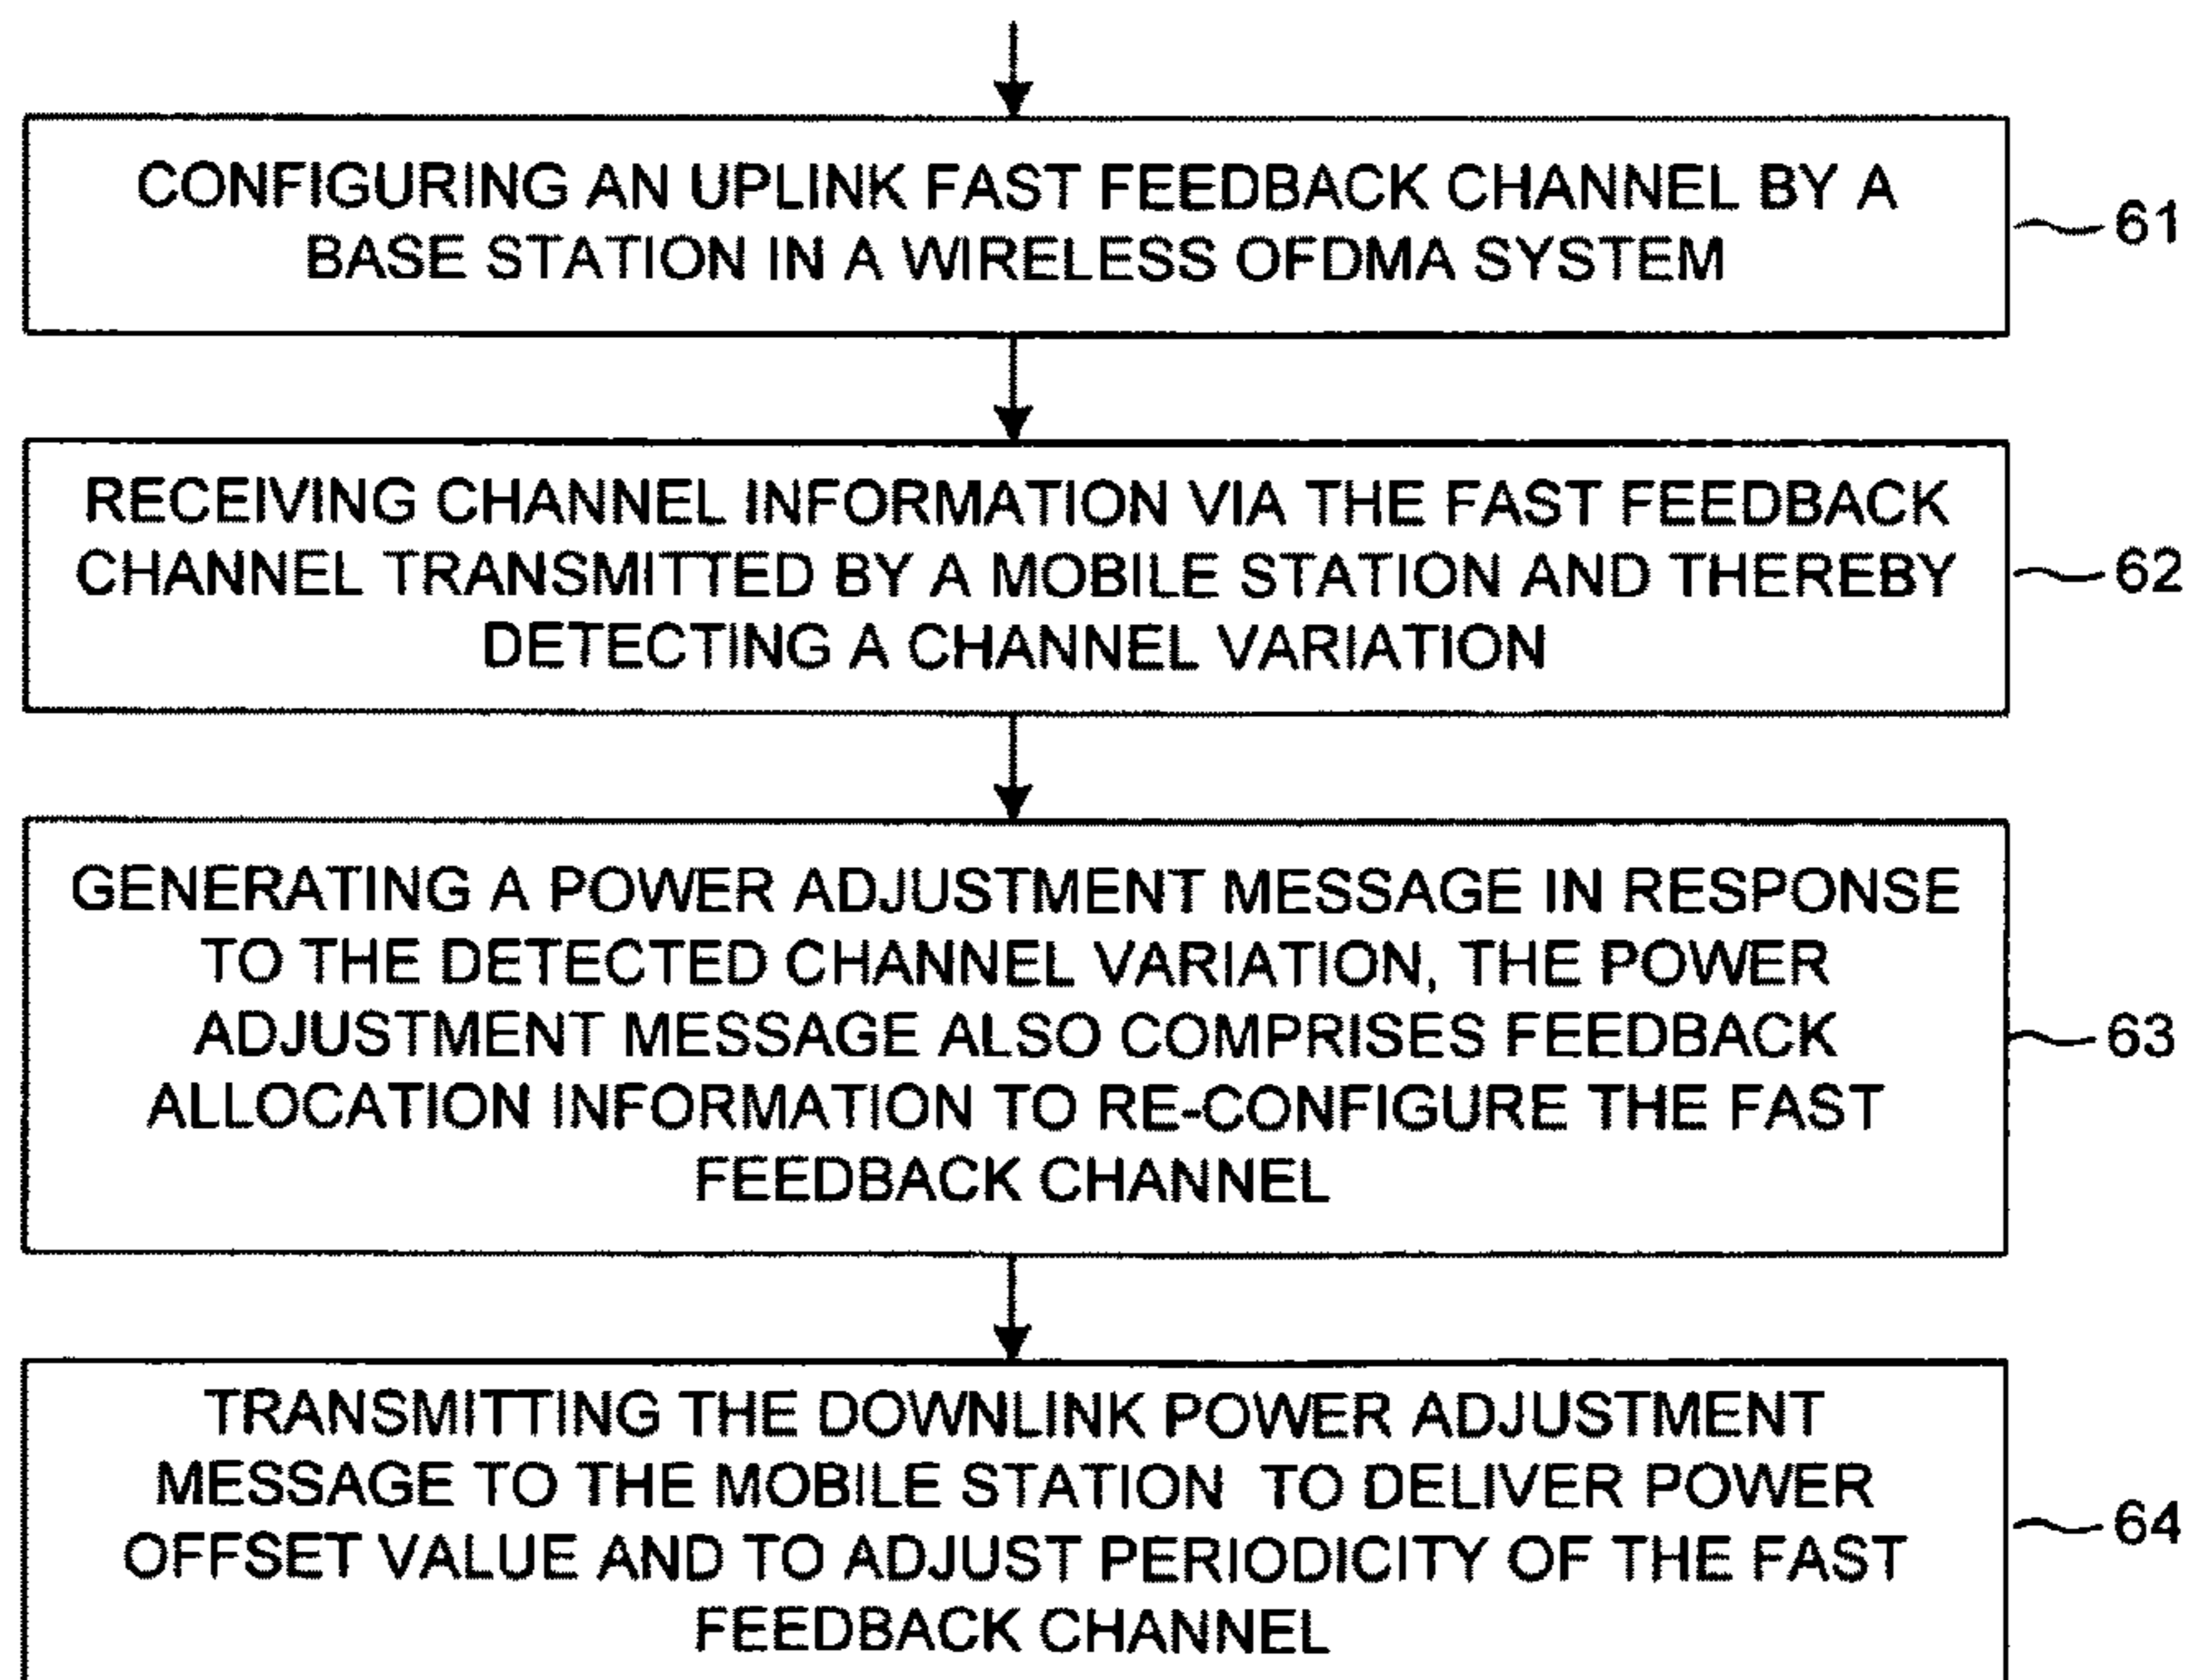 CONFIGURING AN UPLINK FAST FEEDBACK CHANNEL BY A
BASE STATION IN A WIRELESS OFDMA SYSTEM
61
RECEIVING CHANNEL INFORMATION VIA THE FAST FEEDBACK
CHANNEL TRANSMITTED BY A MOBILE STATION AND THEREBY
DETECTING A CHANNEL VARIATION
62
GENERATING A POWER ADJUSTMENT MESSAGE IN RESPONSE
TO THE DETECTED CHANNEL VARIATION, THE POWER
ADJUSTMENT MESSAGE ALSO COMPRISES FEEDBACK
ALLOCATION INFORMATION TO RE-CONFIGURE THE FAST
FEEDBACK CHANNEL
63
TRANSMITTING THE DOWNLINK POWER ADJUSTMENT
MESSAGE TO THE MOBILE STATION TO DELIVER POWER
OFFSET VALUE AND TO ADJUST PERIODICITY OF THE FAST
FEEDBACK CHANNEL
64